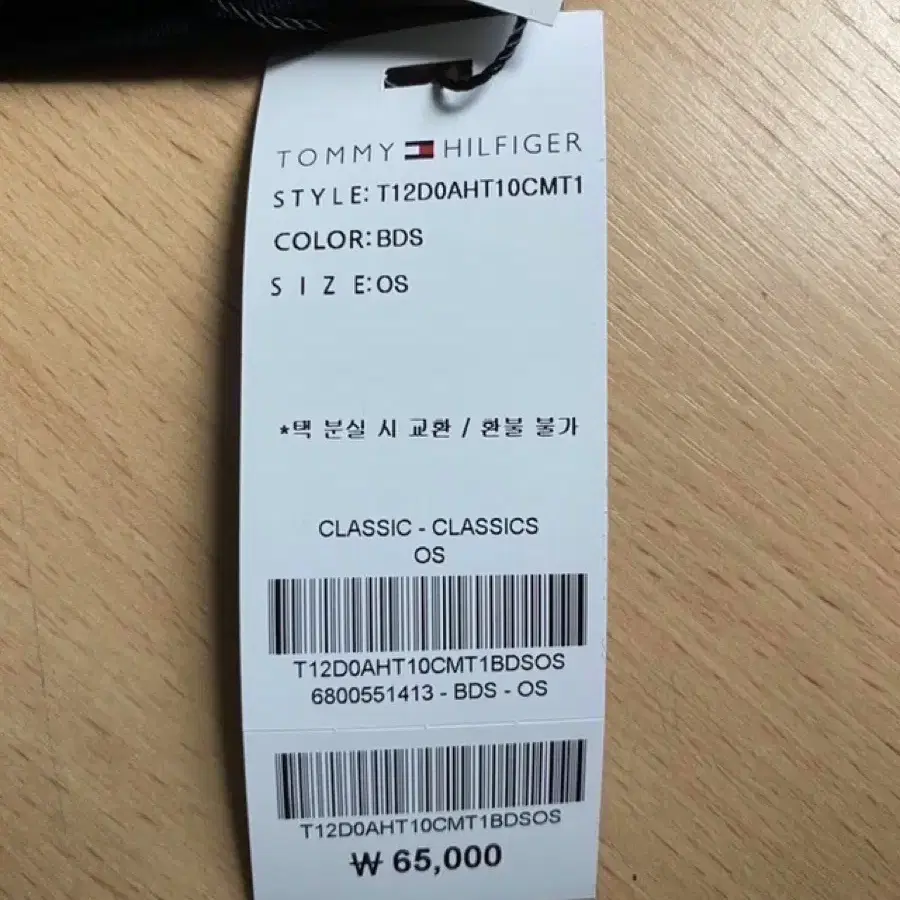 TOMMY HILFIGER
STYLE: T12D0AHT10CMT1
COLOR: BDS
SIZE: OS
*택 분실 시 교환 / 환불 불가
CLASSIC - CLASSICS
OS
T12D0AHT10CMT1BDSOS
6800551413 - BDS - OS
T12D0AHT10CMT1BDSOS
₩ 65,000